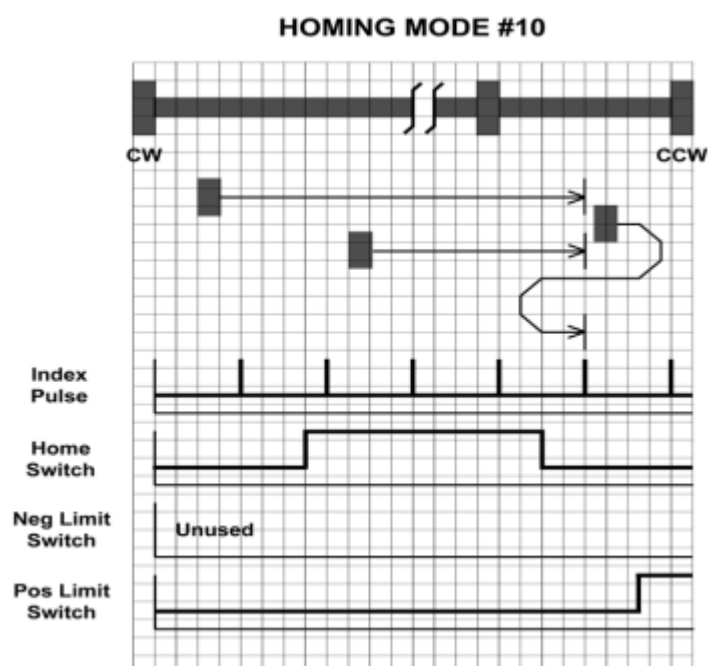 HOMING MODE #10
CW
CCW
Index
Pulse
Home
Switch
Neg Limit
Switch
Unused
Pos Limit
Switch